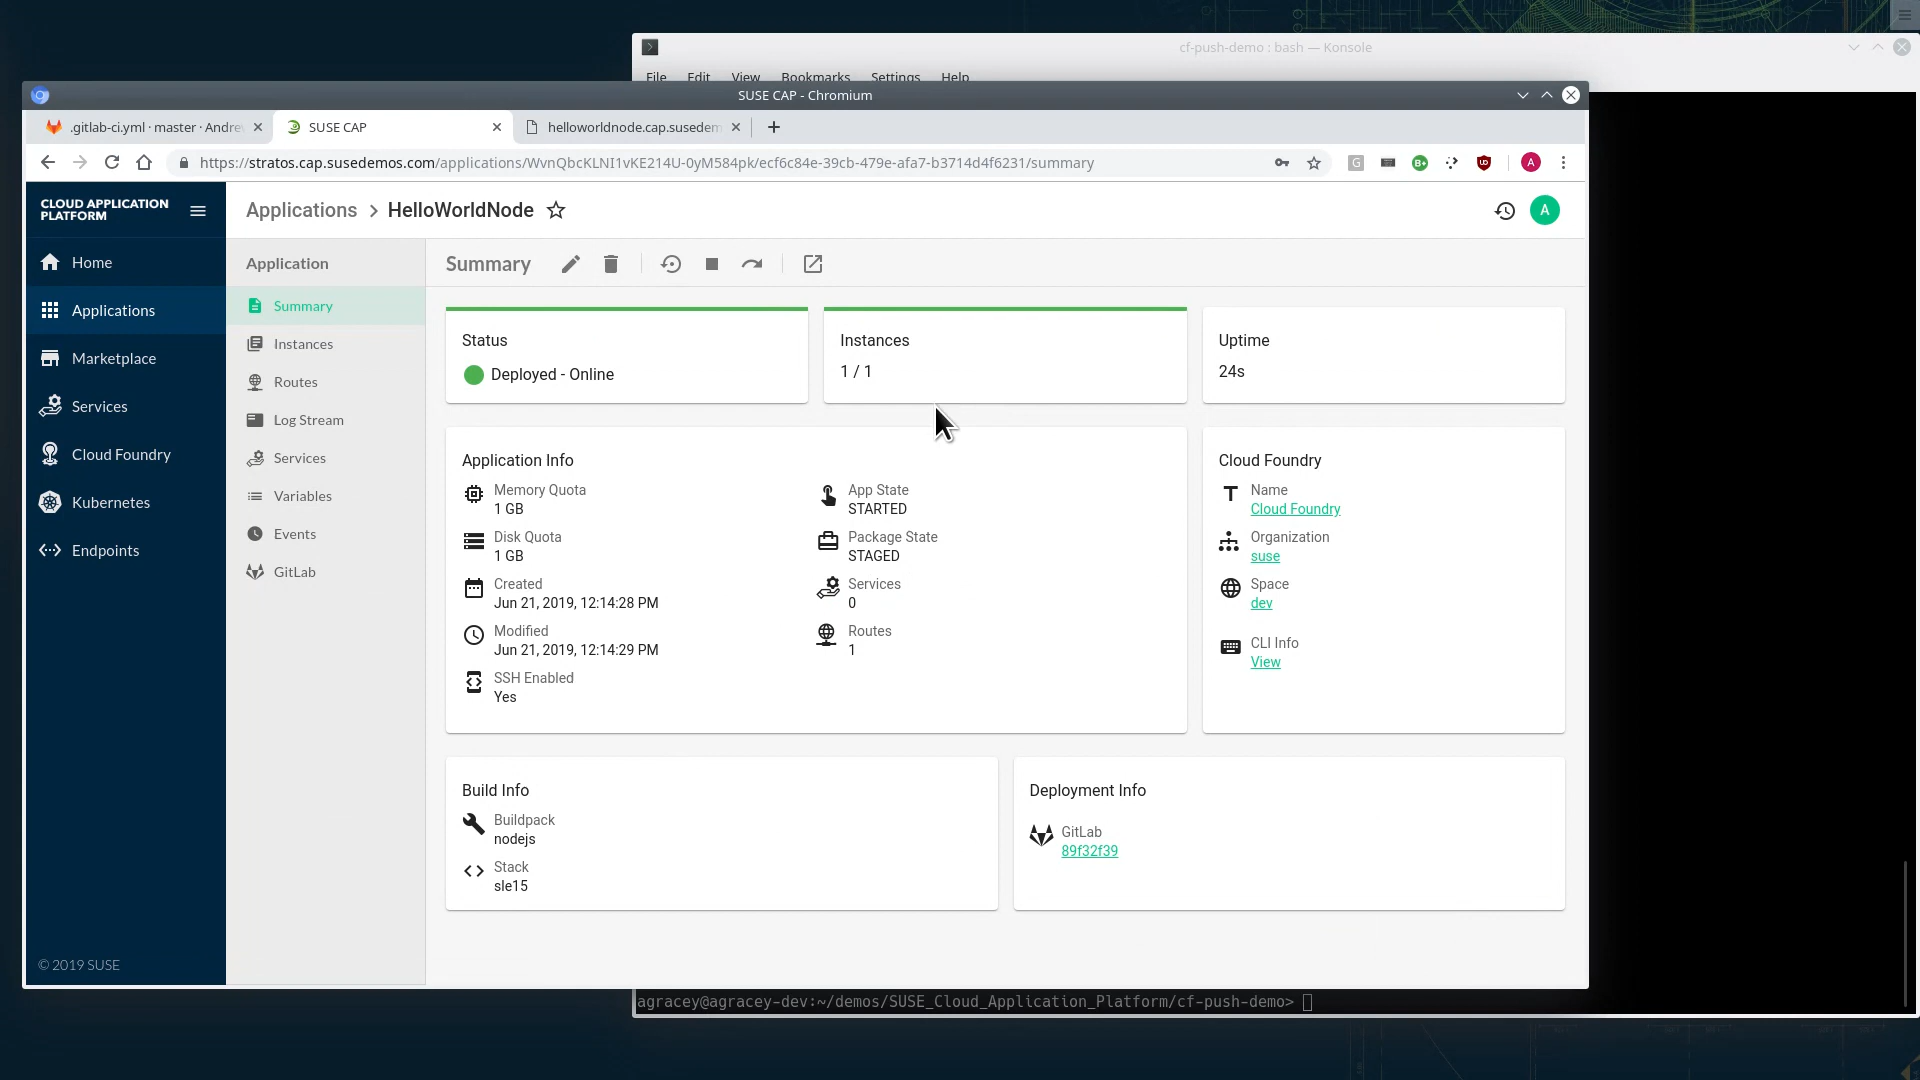 cf-push-demo : bash — Konsole
File Edit View Bookmarks Settings Help
SUSE CAP - Chromium
.gitlab-ci.yml · master · Andre
SUSE CAP
helloworldnode.cap.susedem
https://stratos.cap.susedemos.com/applications/WvnQbcKLNI1vKE214U-0yM584pk/ecf6c84e-39cb-479e-afa7-b3714d4f6231/summary
G
B+
A
CLOUD APPLICATION
PLATFORM
Home
Applications
Marketplace
Services
Cloud Foundry
Kubernetes
Endpoints
© 2019 SUSE
Applications > HelloWorldNode
A
Application
Summary
Instances
Routes
Log Stream
Services
Variables
Events
GitLab
Summary
Status
Deployed - Online
Instances
1 / 1
Uptime
24s
Application Info
Memory Quota
1 GB
Disk Quota
1 GB
Created
Jun 21, 2019, 12:14:28 PM
Modified
Jun 21, 2019, 12:14:29 PM
SSH Enabled
Yes
App State
STARTED
Package State
STAGED
Services
0
Routes
1
Cloud Foundry
Name
Cloud Foundry
Organization
suse
Space
dev
CLI Info
View
Build Info
Buildpack
nodejs
Stack
sle15
Deployment Info
GitLab
89f32f39
agracey@agracey-dev:~/demos/SUSE_Cloud_Application_Platform/cf-push-demo>